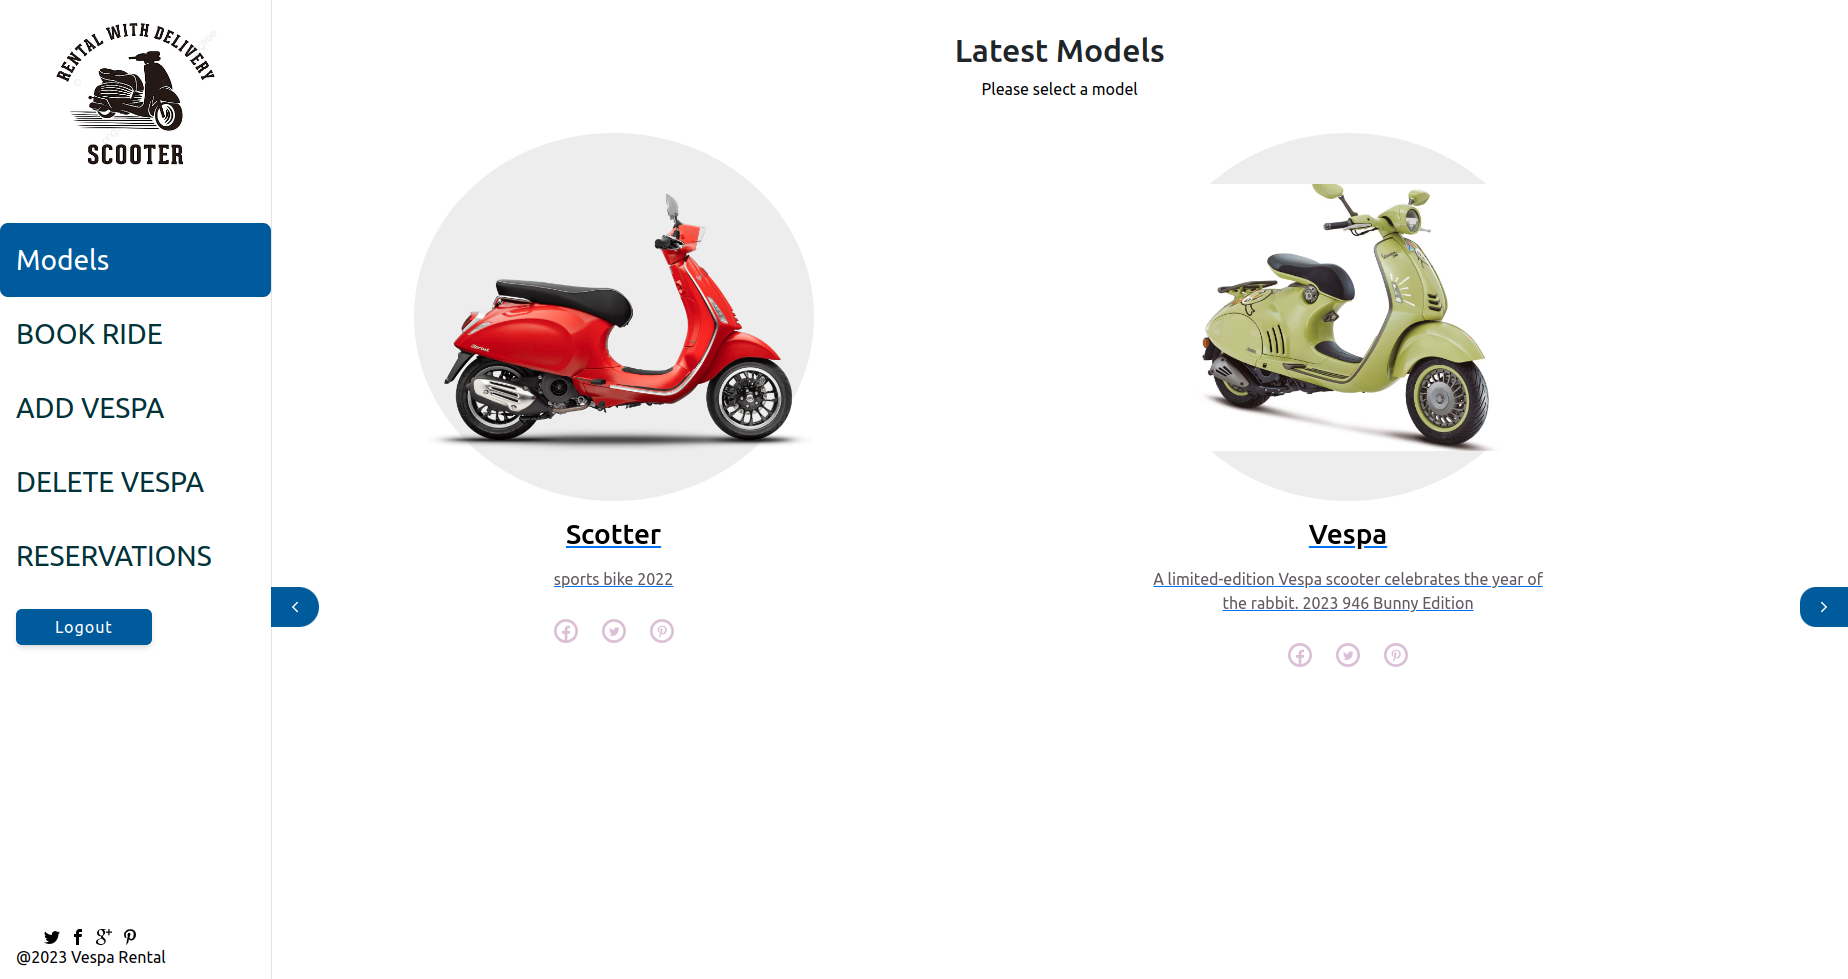 RENTAL WITH DELIVERY
SCOOTER
Models
BOOK RIDE
ADD VESPA
DELETE VESPA
RESERVATIONS
Logout
@2023 Vespa Rental
Latest Models
Please select a model
Scotter
sports bike 2022
Vespa
A limited-edition Vespa scooter celebrates the year of
the rabbit. 2023 946 Bunny Edition